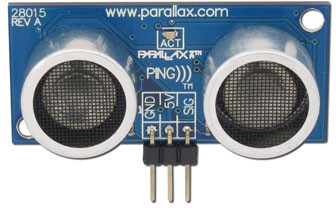 28015
REV A
www.parallax.com
ACT
PARALLAX
PING)))
TM
GND
5V
SIG